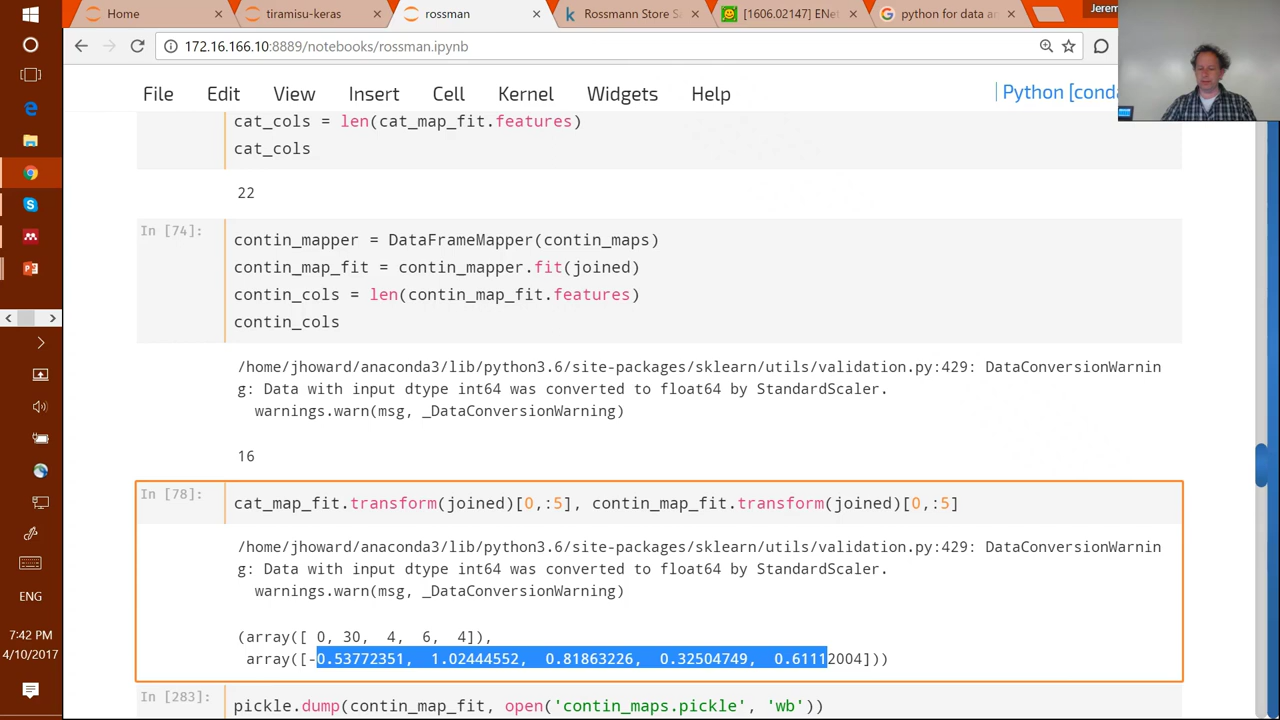 Home
tiramisu-keras
rossman
Rossmann Store S
[1606.02147] ENet
python for data an
Jerem
172.16.166.10:8889/notebooks/rossman.ipynb
File Edit View Insert Cell Kernel Widgets Help
Python [conda
cat_cols = len(cat_map_fit.features)
cat_cols
22
In [74]:
contin_mapper = DataFrameMapper(contin_maps)
contin_map_fit = contin_mapper.fit(joined)
contin_cols = len(contin_map_fit.features)
contin_cols
/home/jhoward/anaconda3/lib/python3.6/site-packages/sklearn/utils/validation.py:429: DataConversionWarnin
g: Data with input dtype int64 was converted to float64 by StandardScaler.
warnings.warn(msg, _DataConversionWarning)
16
In [78]:
cat_map_fit.transform(joined)[0,:5], contin_map_fit.transform(joined)[0,:5]
/home/jhoward/anaconda3/lib/python3.6/site-packages/sklearn/utils/validation.py:429: DataConversionWarnin
g: Data with input dtype int64 was converted to float64 by StandardScaler.
warnings.warn(msg, _DataConversionWarning)
(array([ 0, 30, 4, 6, 4]),
array([-0.53772351, 1.02444552, 0.81863226, 0.32504749, 0.61112004]))
In [283]:
pickle.dump(contin_map_fit, open('contin_maps.pickle', 'wb'))
ENG
7:42 PM
4/10/2017